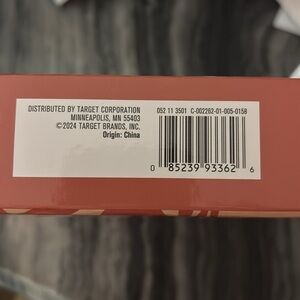 DISTRIBUTED BY TARGET CORPORATION
MINNEAPOLIS, MN 55403
©2024 TARGET BRANDS, INC.
Origin: China
052 11 3501 C-002282-01-005-0158
0 85239 93362 6